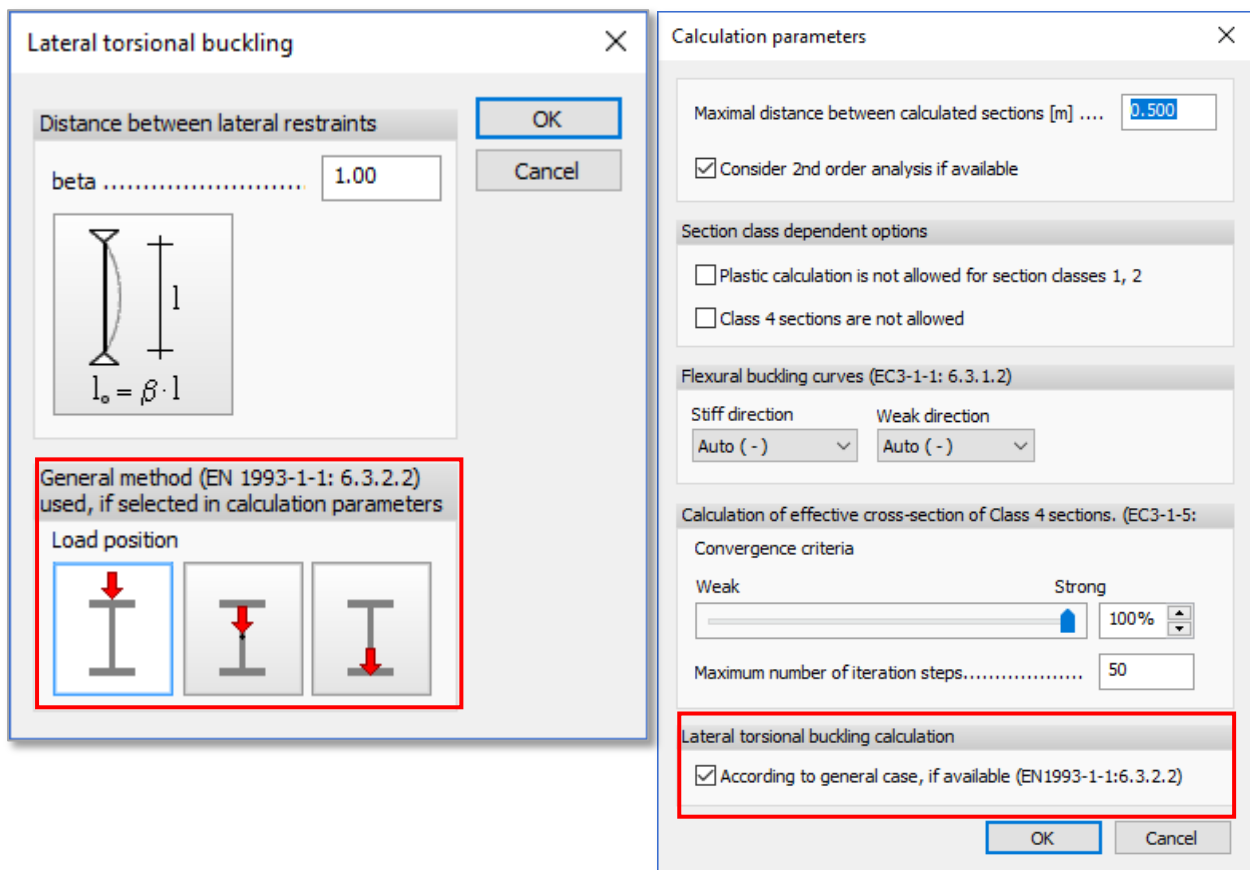 Lateral torsional buckling
Distance between lateral restraints
beta ..........................
1.00
l
l₀ = β · l
OK
Cancel
General method (EN 1993-1-1: 6.3.2.2)
used, if selected in calculation parameters
Load position
Calculation parameters
Maximal distance between calculated sections [m] ....
0.500
Consider 2nd order analysis if available
Section class dependent options
Plastic calculation is not allowed for section classes 1, 2
Class 4 sections are not allowed
Flexural buckling curves (EC3-1-1: 6.3.1.2)
Stiff direction
Weak direction
Auto ( - )
Auto ( - )
Calculation of effective cross-section of Class 4 sections. (EC3-1-5:
Convergence criteria
Weak
Strong
100%
Maximum number of iteration steps...................
50
Lateral torsional buckling calculation
According to general case, if available (EN1993-1-1:6.3.2.2)
OK
Cancel